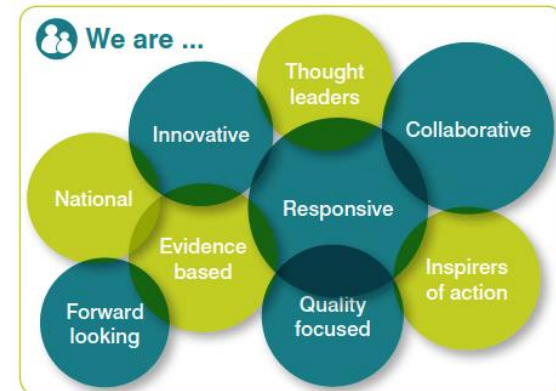 We are ...
Thought
leaders
Innovative
Collaborative
National
Responsive
Evidence
based
Inspirers
of action
Forward
looking
Quality
focused